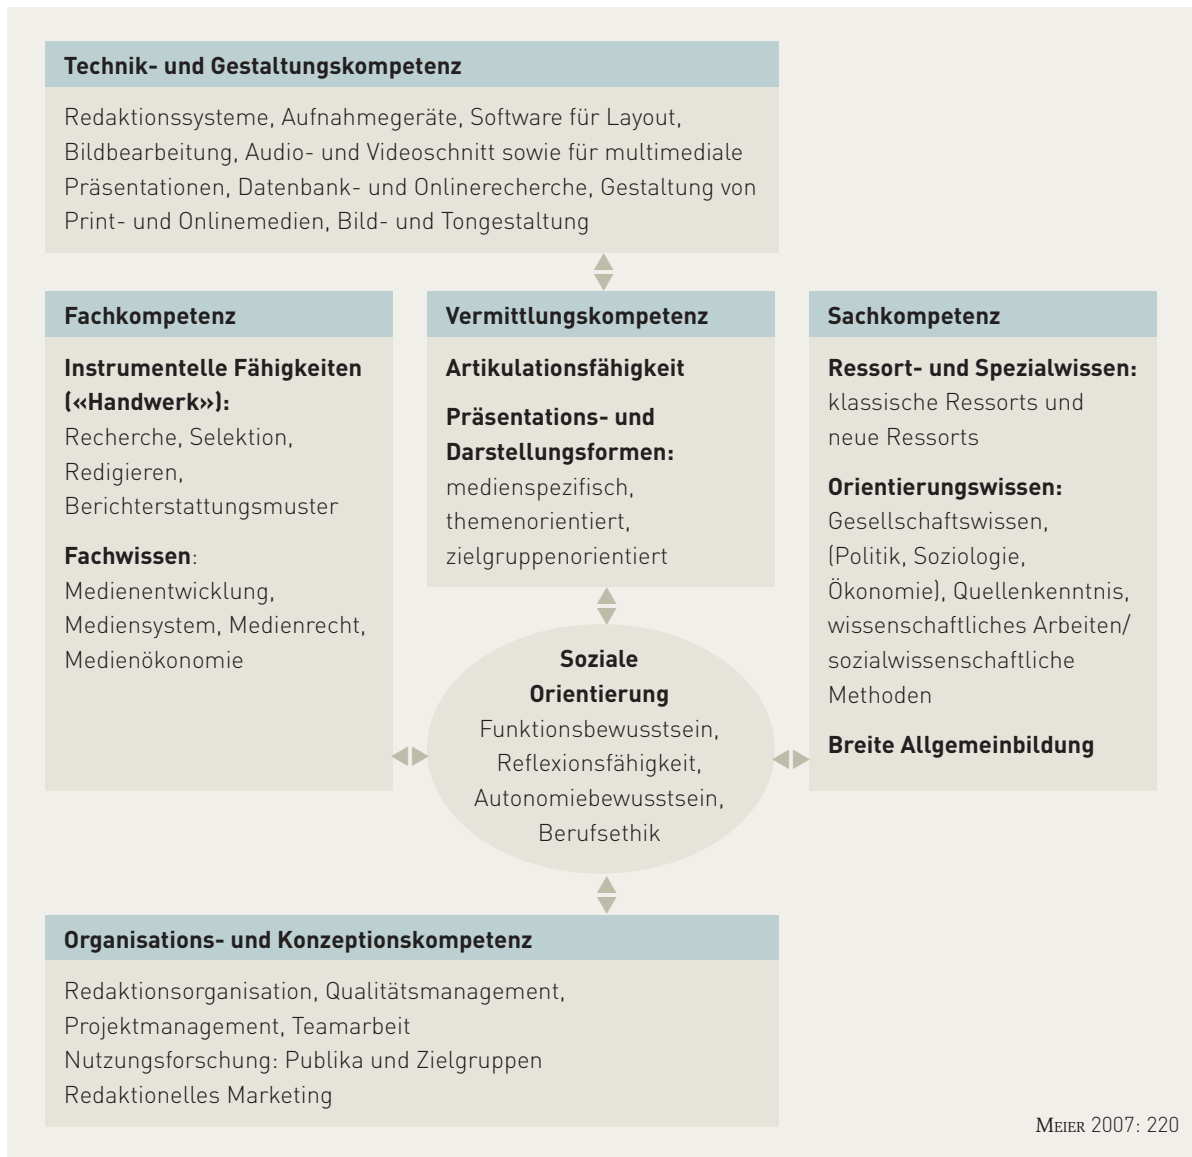 Technik- und Gestaltungskompetenz
Redaktionssysteme, Aufnahmegeräte, Software für Layout,
Bildbearbeitung, Audio- und Videoschnitt sowie für multimediale
Präsentationen, Datenbank- und Onlinerecherche, Gestaltung von
Print- und Onlinemedien, Bild- und Tongestaltung
Fachkompetenz
Instrumentelle Fähigkeiten
(«Handwerk»):
Recherche, Selektion,
Redigieren,
Berichterstattungsmuster
Fachwissen:
Medienentwicklung,
Mediensystem, Medienrecht,
Medienökonomie
Vermittlungskompetenz
Artikulationsfähigkeit
Präsentations- und
Darstellungsformen:
medienspezifisch,
themenorientiert,
zielgruppenorientiert
Sachkompetenz
Ressort- und Spezialwissen:
klassische Ressorts und
neue Ressorts
Orientierungswissen:
Gesellschaftswissen,
(Politik, Soziologie,
Ökonomie), Quellenkenntnis,
wissenschaftliches Arbeiten/
sozialwissenschaftliche
Methoden
Breite Allgemeinbildung
Soziale
Orientierung
Funktionsbewusstsein,
Reflexionsfähigkeit,
Autonomiebewusstsein,
Berufsethik
Organisations- und Konzeptionskompetenz
Redaktionsorganisation, Qualitätsmanagement,
Projektmanagement, Teamarbeit
Nutzungsforschung: Publika und Zielgruppen
Redaktionelles Marketing
MEIER 2007: 220